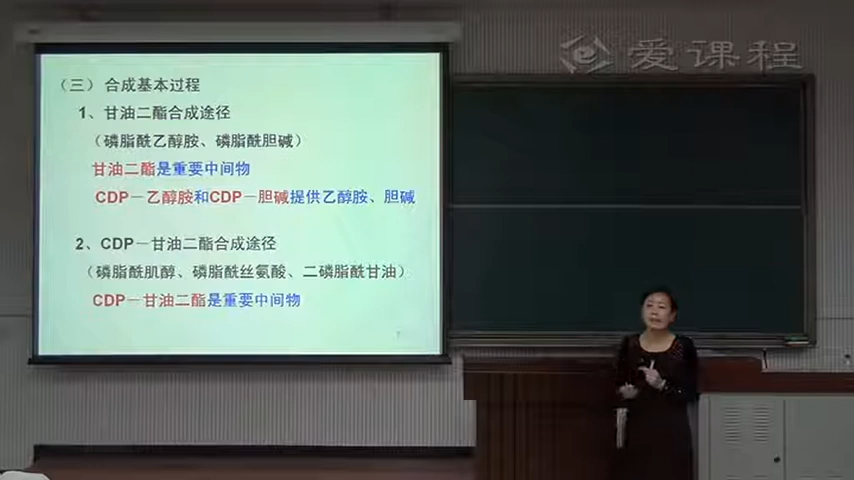 爱课程
（三）合成基本过程
1、甘油二酯合成途径
（磷脂酰乙醇胺、磷脂酰胆碱）
甘油二酯是重要中间物
CDP－乙醇胺和CDP－胆碱提供乙醇胺、胆碱
2、CDP－甘油二酯合成途径
（磷脂酰肌醇、磷脂酰丝氨酸、二磷脂酰甘油）
CDP－甘油二酯是重要中间物